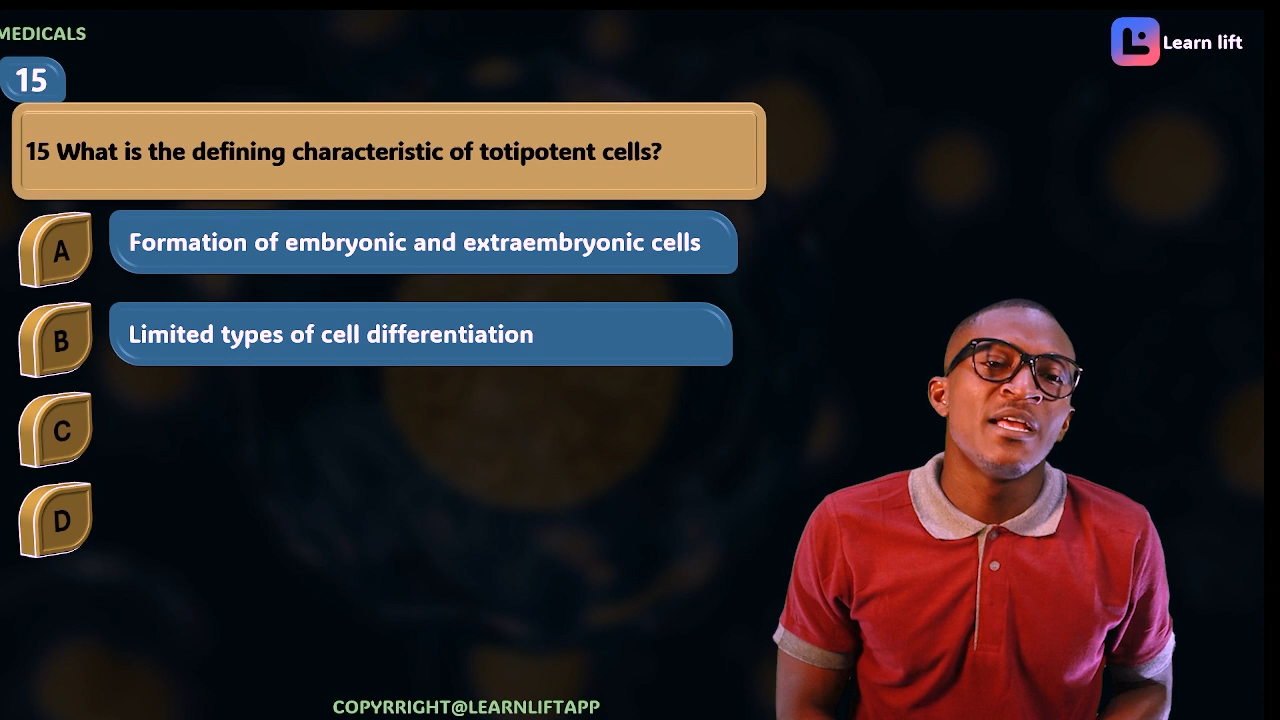 MEDICALS
Learn lift
15
15 What is the defining characteristic of totipotent cells?
A
Formation of embryonic and extraembryonic cells
B
Limited types of cell differentiation
C
D
COPYRRIGHT@LEARNLIFTAPP